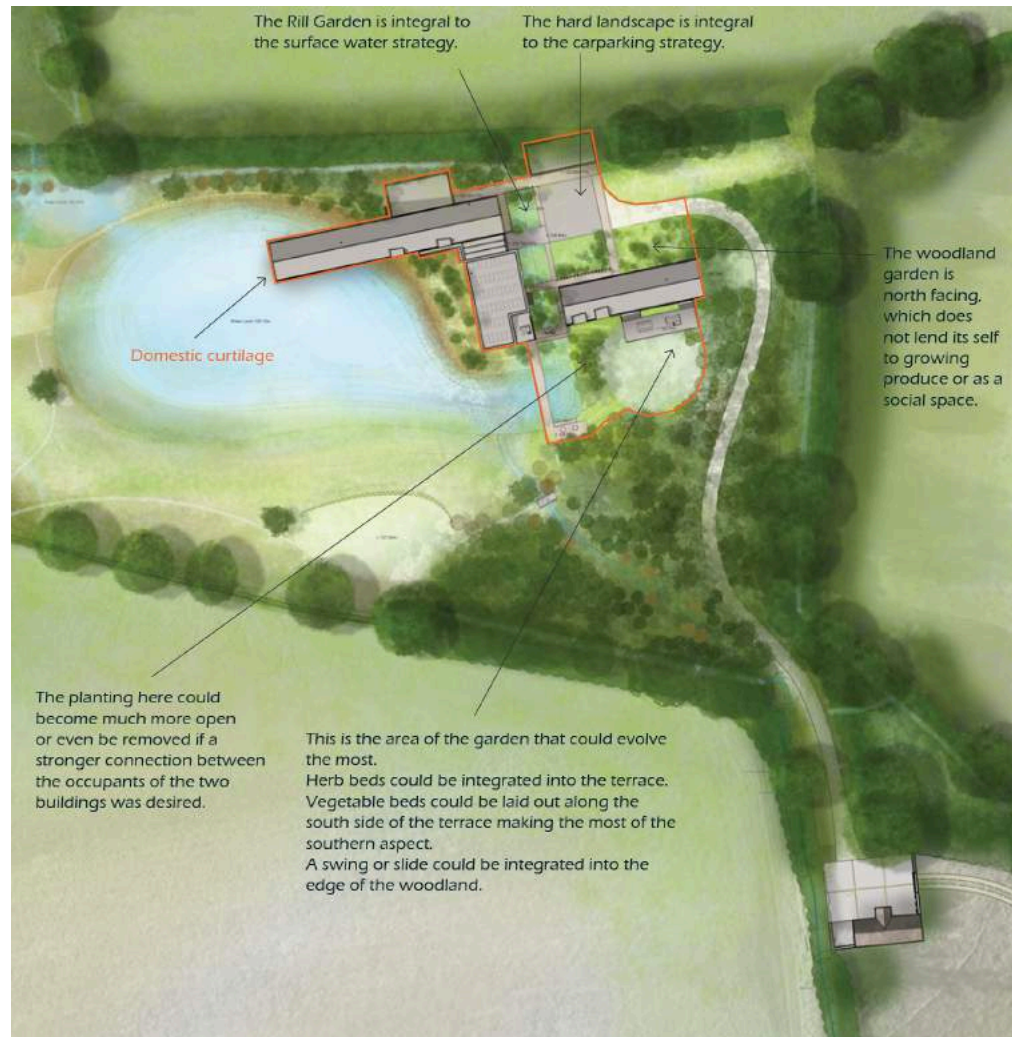 The Rill Garden is integral to
the surface water strategy.
The hard landscape is integral
to the carparking strategy.
The woodland
garden is
north facing,
which does
not lend its self
to growing
produce or as a
social space.
Domestic curtilage
The planting here could
become much more open
or even be removed if a
stronger connection between
the occupants of the two
buildings was desired.
This is the area of the garden that could evolve
the most.
Herb beds could be integrated into the terrace.
Vegetable beds could be laid out along the
south side of the terrace making the most of the
southern aspect.
A swing or slide could be integrated into the
edge of the woodland.